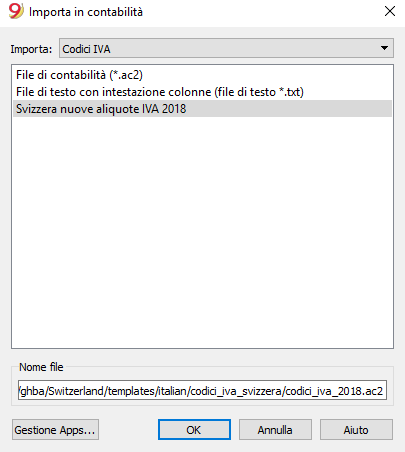 Importa in contabilità
Importa: Codici IVA
File di contabilità (*.ac2)
File di testo con intestazione colonne (file di testo *.txt)
Svizzera nuove aliquote IVA 2018
Nome file
/ghba/Switzerland/templates/italian/codici_iva_svizzera/codici_iva_2018.ac2
Gestione Apps... OK Annulla Aiuto